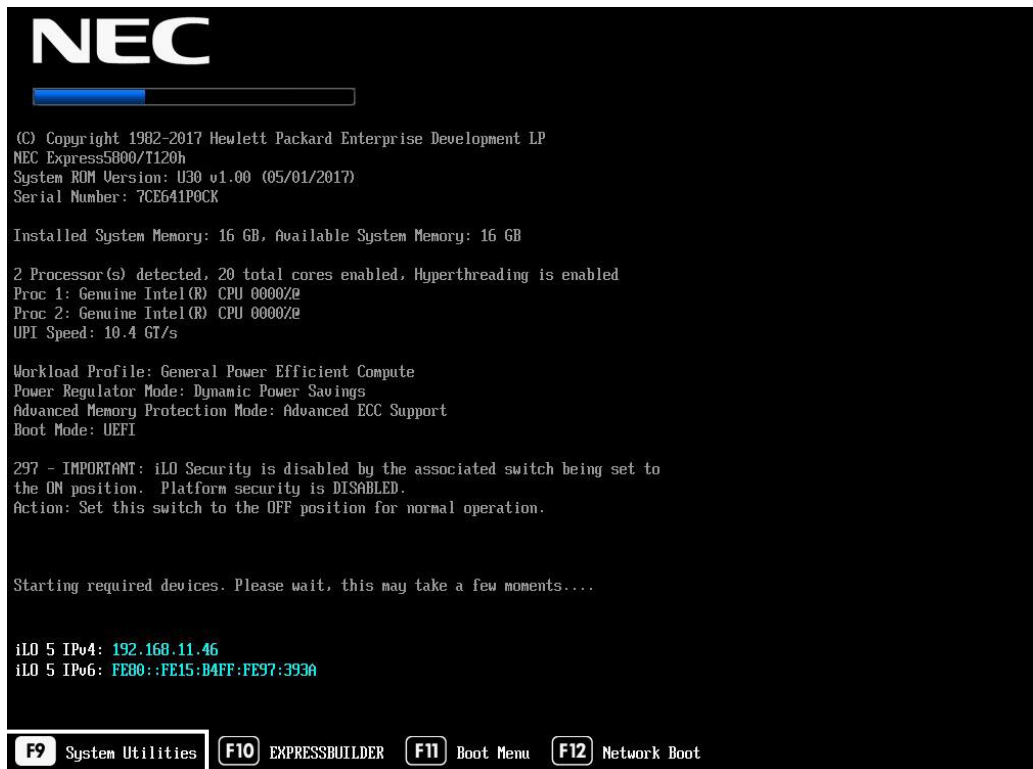 NEC
(C) Copyright 1982-2017 Hewlett Packard Enterprise Development LP
NEC Express5800/T120h
System ROM Version: U30 v1.00 (05/01/2017)
Serial Number: 7CE641P0CK
Installed System Memory: 16 GB, Available System Memory: 16 GB
2 Processor(s) detected, 20 total cores enabled, Hyperthreading is enabled
Proc 1: Genuine Intel(R) CPU 0000%@
Proc 2: Genuine Intel(R) CPU 0000%@
UPI Speed: 10.4 GT/s
Workload Profile: General Power Efficient Compute
Power Regulator Mode: Dynamic Power Savings
Advanced Memory Protection Mode: Advanced ECC Support
Boot Mode: UEFI
297 - IMPORTANT: iLO Security is disabled by the associated switch being set to
the ON position.  Platform security is DISABLED.
Action: Set this switch to the OFF position for normal operation.
Starting required devices. Please wait, this may take a few moments....
iLO 5 IPv4: 192.168.11.46
iLO 5 IPv6: FE80::FE15:B4FF:FE97:393A
F9 System Utilities F10 EXPRESSBUILDER F11 Boot Menu F12 Network Boot